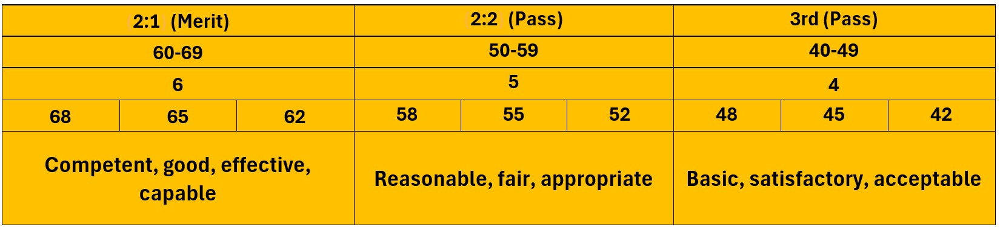 2:1 (Merit) 2:2 (Pass) 3rd (Pass)
60-69 50-59 40-49
6 5 4
68 65 62 58 55 52 48 45 42
Competent, good, effective,
capable
Reasonable, fair, appropriate
Basic, satisfactory, acceptable